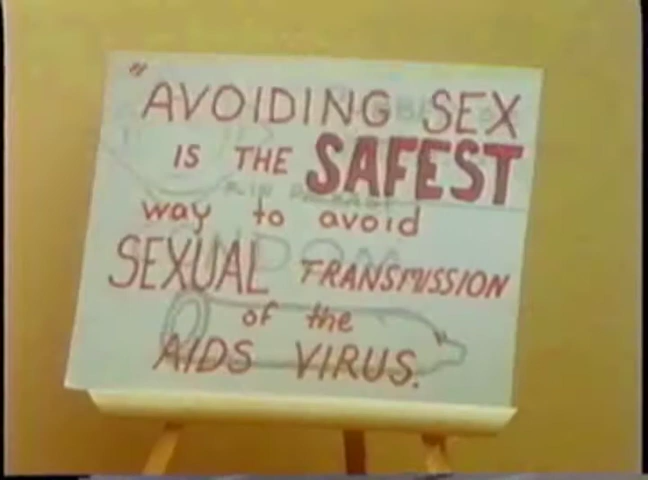 "AVOIDING SEX
IS THE SAFEST
way to avoid
SEXUAL TRANSMISSION
of the
AIDS VIRUS.